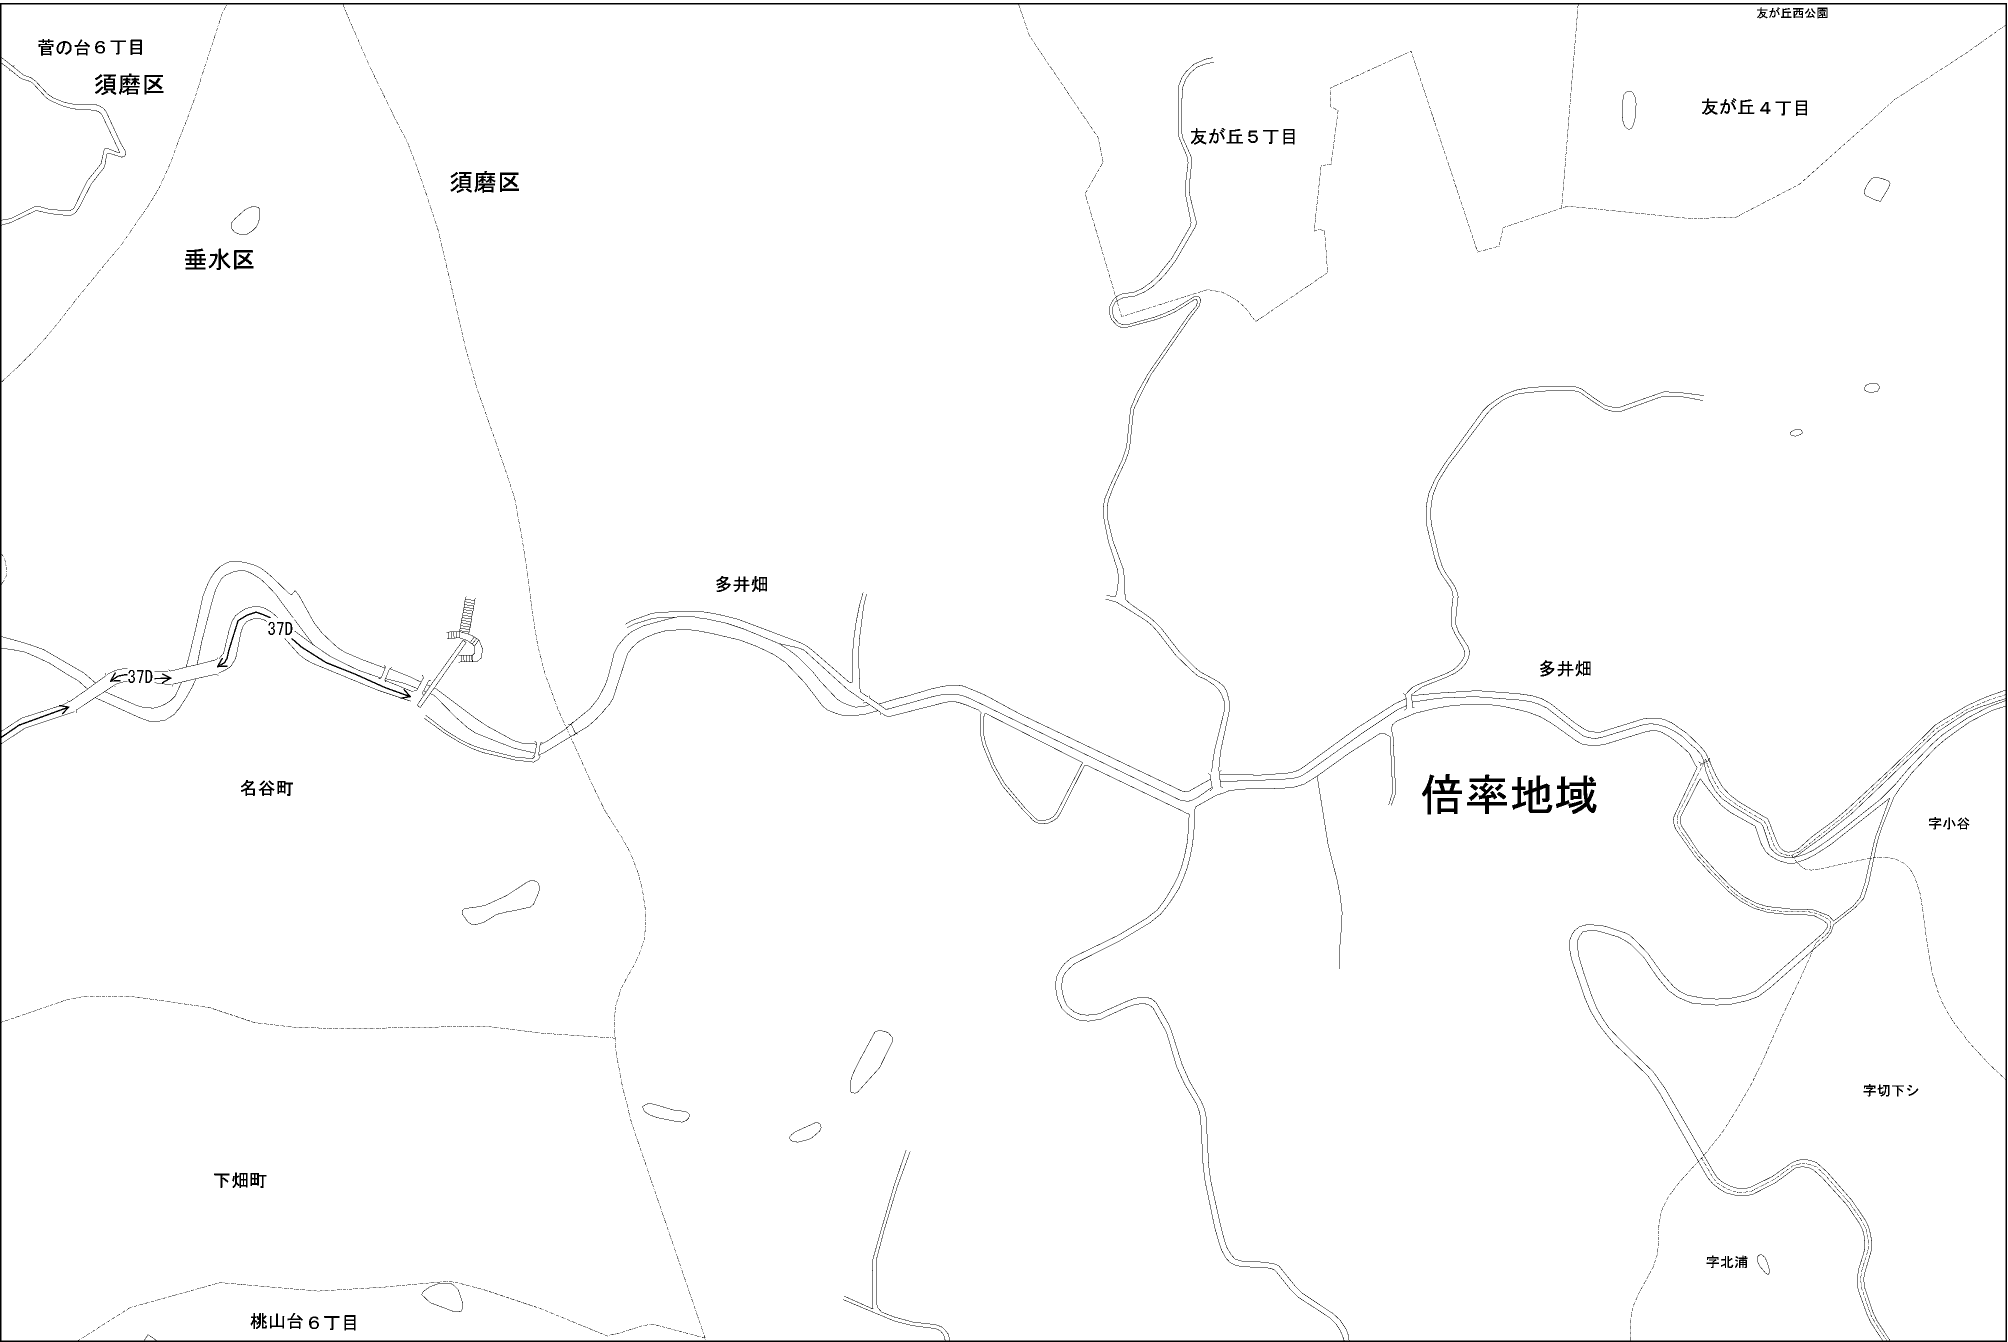 友が丘西公園
菅の台6丁目
須磨区
友が丘4丁目
友が丘5丁目
須磨区
垂水区
多井畑
37D
多井畑
37D
名谷町
倍率地域
字小谷
字切下シ
下畑町
字北浦
桃山台6丁目